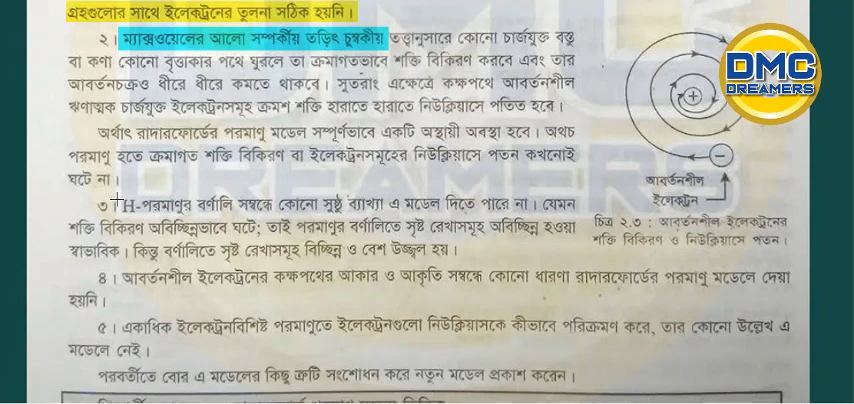 গ্রহগুলোর সাথে ইলেকট্রনের তুলনা সঠিক হয়নি।
২। ম্যাক্সওয়েলের আলো সম্পর্কীয় তড়িৎ চুম্বকীয় তত্ত্বানুসারে কোনো চার্জযুক্ত বস্তু
বা কণা কোনো বৃত্তাকার পথে ঘুরলে তা ক্রমাগতভাবে শক্তি বিকিরণ করবে এবং তার
আবর্তনচক্রও ধীরে ধীরে কমতে থাকবে। সুতরাং এক্ষেত্রে কক্ষপথে আবর্তনশীল
ঋণাত্মক চার্জযুক্ত ইলেকট্রনসমূহ ক্রমশ শক্তি হারাতে হারাতে নিউক্লিয়াসে পতিত হবে।
অর্থাৎ রাদারফোর্ডের পরমাণু মডেল সম্পূর্ণভাবে একটি অস্থায়ী অবস্থা হবে। অথচ
পরমাণু হতে ক্রমাগত শক্তি বিকিরণ বা ইলেকট্রনসমূহের নিউক্লিয়াসে পতন কখনোই
ঘটে না।
৩। H-পরমাণুর বর্ণালি সম্বন্ধে কোনো সুষ্ঠু ব্যাখ্যা এ মডেল দিতে পারে না। যেমন
শক্তি বিকিরণ অবিচ্ছিন্নভাবে ঘটে; তাই পরমাণুর বর্ণালিতে সৃষ্ট রেখাসমূহ অবিচ্ছিন্ন হওয়া
স্বাভাবিক। কিন্তু বর্ণালিতে সৃষ্ট রেখাসমূহ বিচ্ছিন্ন ও বেশ উজ্জ্বল হয়।
৪। আবর্তনশীল ইলেকট্রনের কক্ষপথের আকার ও আকৃতি সম্বন্ধে কোনো ধারণা রাদারফোর্ডের পরমাণু মডেলে দেয়া
হয়নি।
৫। একাধিক ইলেকট্রনবিশিষ্ট পরমাণুতে ইলেকট্রনগুলো নিউক্লিয়াসকে কীভাবে পরিক্রমণ করে, তার কোনো উল্লেখ এ
মডেলে নেই।
পরবর্তীতে বোর এ মডেলের কিছু ত্রুটি সংশোধন করে নতুন মডেল প্রকাশ করেন।
+
−
আবর্তনশীল
ইলেকট্রন
চিত্র ২.৩ : আবর্তনশীল ইলেকট্রনের
শক্তি বিকিরণ ও নিউক্লিয়াসে পতন।
DMC
DREAMERS
DREAMERS